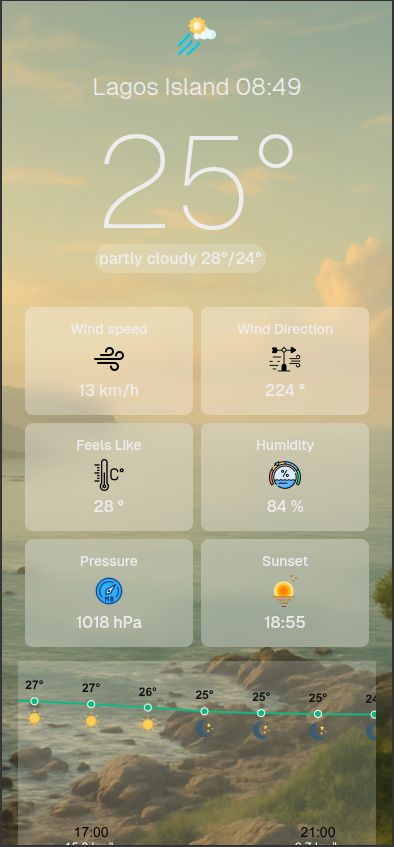 Lagos Island 08:49
25°
partly cloudy 28°/24°
Wind speed
Wind Direction
13 km/h
224 °
Feels Like
Humidity
C°
%
28 °
84 %
Pressure
Sunset
MB
1018 hPa
18:55
27° 27° 26° 25° 25° 25°
17:00 21:00